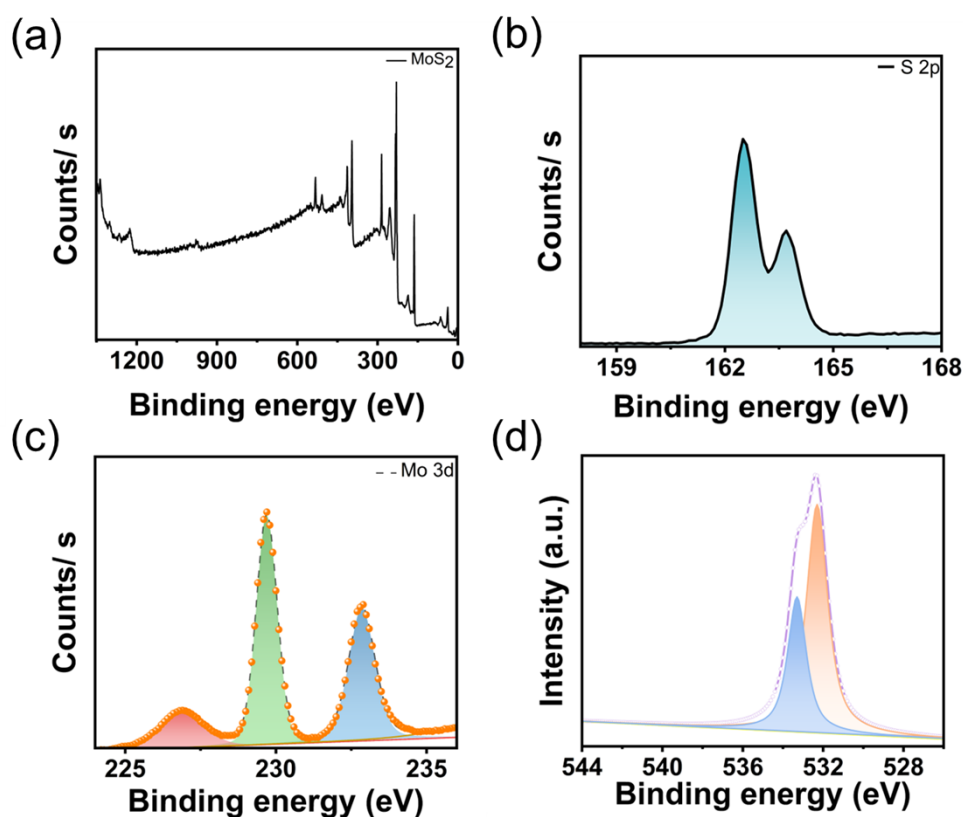 (a)
MoS2
Counts/ s
1200 900 600 300 0
Binding energy (eV)
(b)
S 2p
Counts/ s
159 162 165 168
Binding energy (eV)
(c)
Mo 3d
Counts/ s
225 230 235
Binding energy (eV)
(d)
Intensity (a.u.)
544 540 536 532 528
Binding energy (eV)